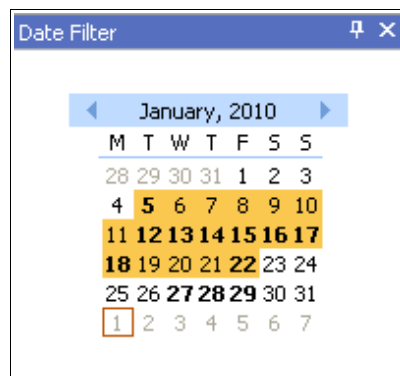 Date Filter
January, 2010
M T W T F S S
28 29 30 31 1 2 3
4 5 6 7 8 9 10
11 12 13 14 15 16 17
18 19 20 21 22 23 24
25 26 27 28 29 30 31
1 2 3 4 5 6 7